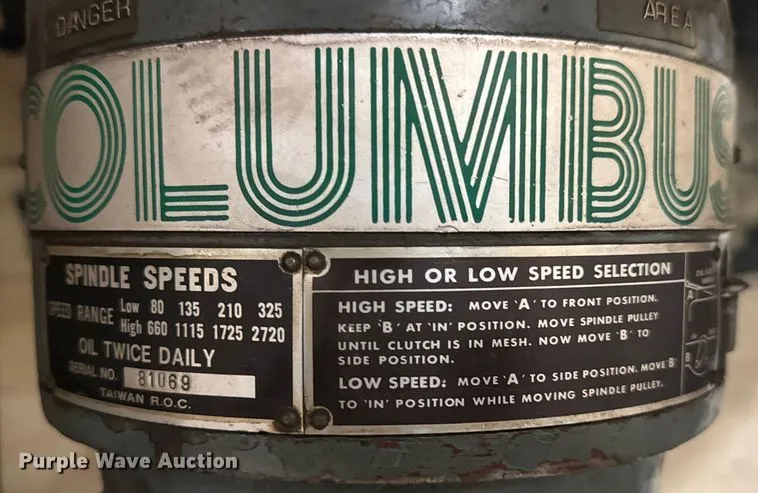 DANGER
AREA
COLUMBUS
SPINDLE SPEEDS
SPEED RANGE
Low 80 135 210 325
High 660 1115 1725 2720
OIL TWICE DAILY
SERIAL NO. 81069
TAIWAN R.O.C.
HIGH OR LOW SPEED SELECTION
HIGH SPEED: MOVE 'A' TO FRONT POSITION.
KEEP 'B' AT 'IN' POSITION. MOVE SPINDLE PULLEY
UNTIL CLUTCH IS IN MESH. NOW MOVE 'B' TO
SIDE POSITION.
LOW SPEED: MOVE 'A' TO SIDE POSITION. MOVE 'B'
TO 'IN' POSITION WHILE MOVING SPINDLE PULLEY.
A
B
Purple Wave Auction